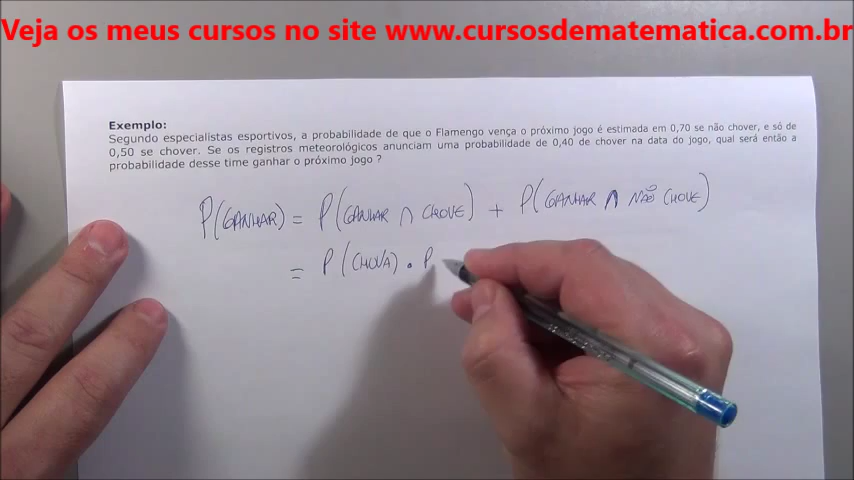 Veja os meus cursos no site www.cursosdematematica.com.br
Exemplo:
Segundo especialistas esportivos, a probabilidade de que o Flamengo vença o próximo jogo é estimada em 0,70 se não chover, e só de
0,50 se chover. Se os registros meteorológicos anunciam uma probabilidade de 0,40 de chover na data do jogo, qual será então a
probabilidade desse time ganhar o próximo jogo ?
P(GANHAR) = P(GANHAR ∩ CHOVE) + P(GANHAR ∩ NÃO CHOVE)
= P(CHOVA) . P